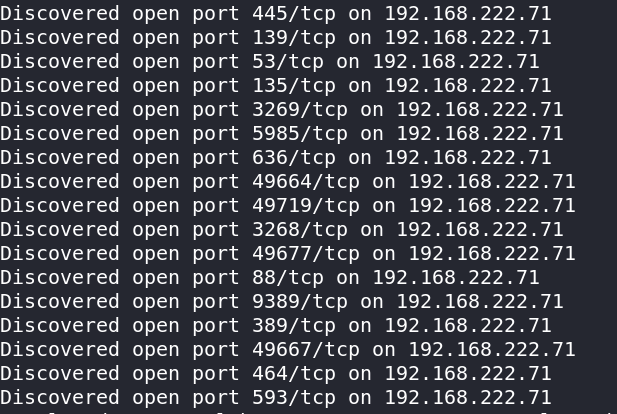 Discovered open port 445/tcp on 192.168.222.71
Discovered open port 139/tcp on 192.168.222.71
Discovered open port 53/tcp on 192.168.222.71
Discovered open port 135/tcp on 192.168.222.71
Discovered open port 3269/tcp on 192.168.222.71
Discovered open port 5985/tcp on 192.168.222.71
Discovered open port 636/tcp on 192.168.222.71
Discovered open port 49664/tcp on 192.168.222.71
Discovered open port 49719/tcp on 192.168.222.71
Discovered open port 3268/tcp on 192.168.222.71
Discovered open port 49677/tcp on 192.168.222.71
Discovered open port 88/tcp on 192.168.222.71
Discovered open port 9389/tcp on 192.168.222.71
Discovered open port 389/tcp on 192.168.222.71
Discovered open port 49667/tcp on 192.168.222.71
Discovered open port 464/tcp on 192.168.222.71
Discovered open port 593/tcp on 192.168.222.71